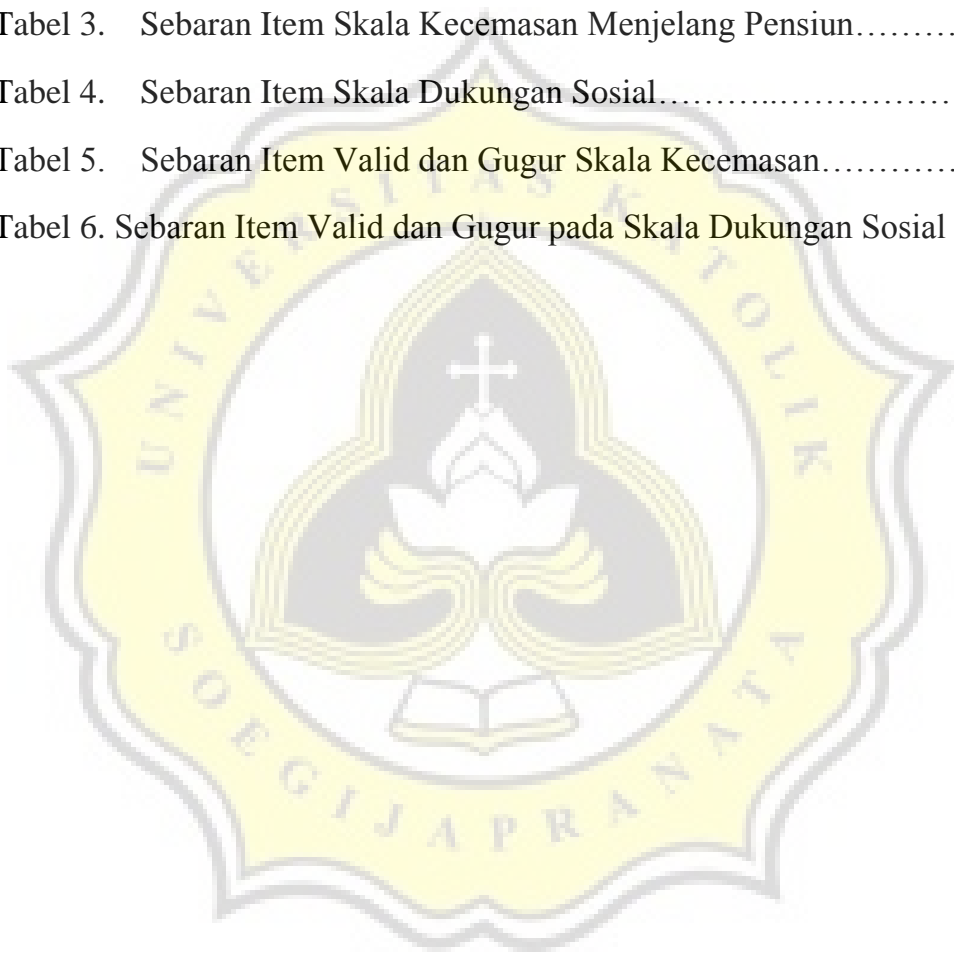 Tabel 3. Sebaran Item Skala Kecemasan Menjelang Pensiun………
Tabel 4. Sebaran Item Skala Dukungan Sosial………..……………
Tabel 5. Sebaran Item Valid dan Gugur Skala Kecemasan…………
Tabel 6. Sebaran Item Valid dan Gugur pada Skala Dukungan Sosial
UNIVERSITAS KATOLIK
SOEGIJAPRANATA